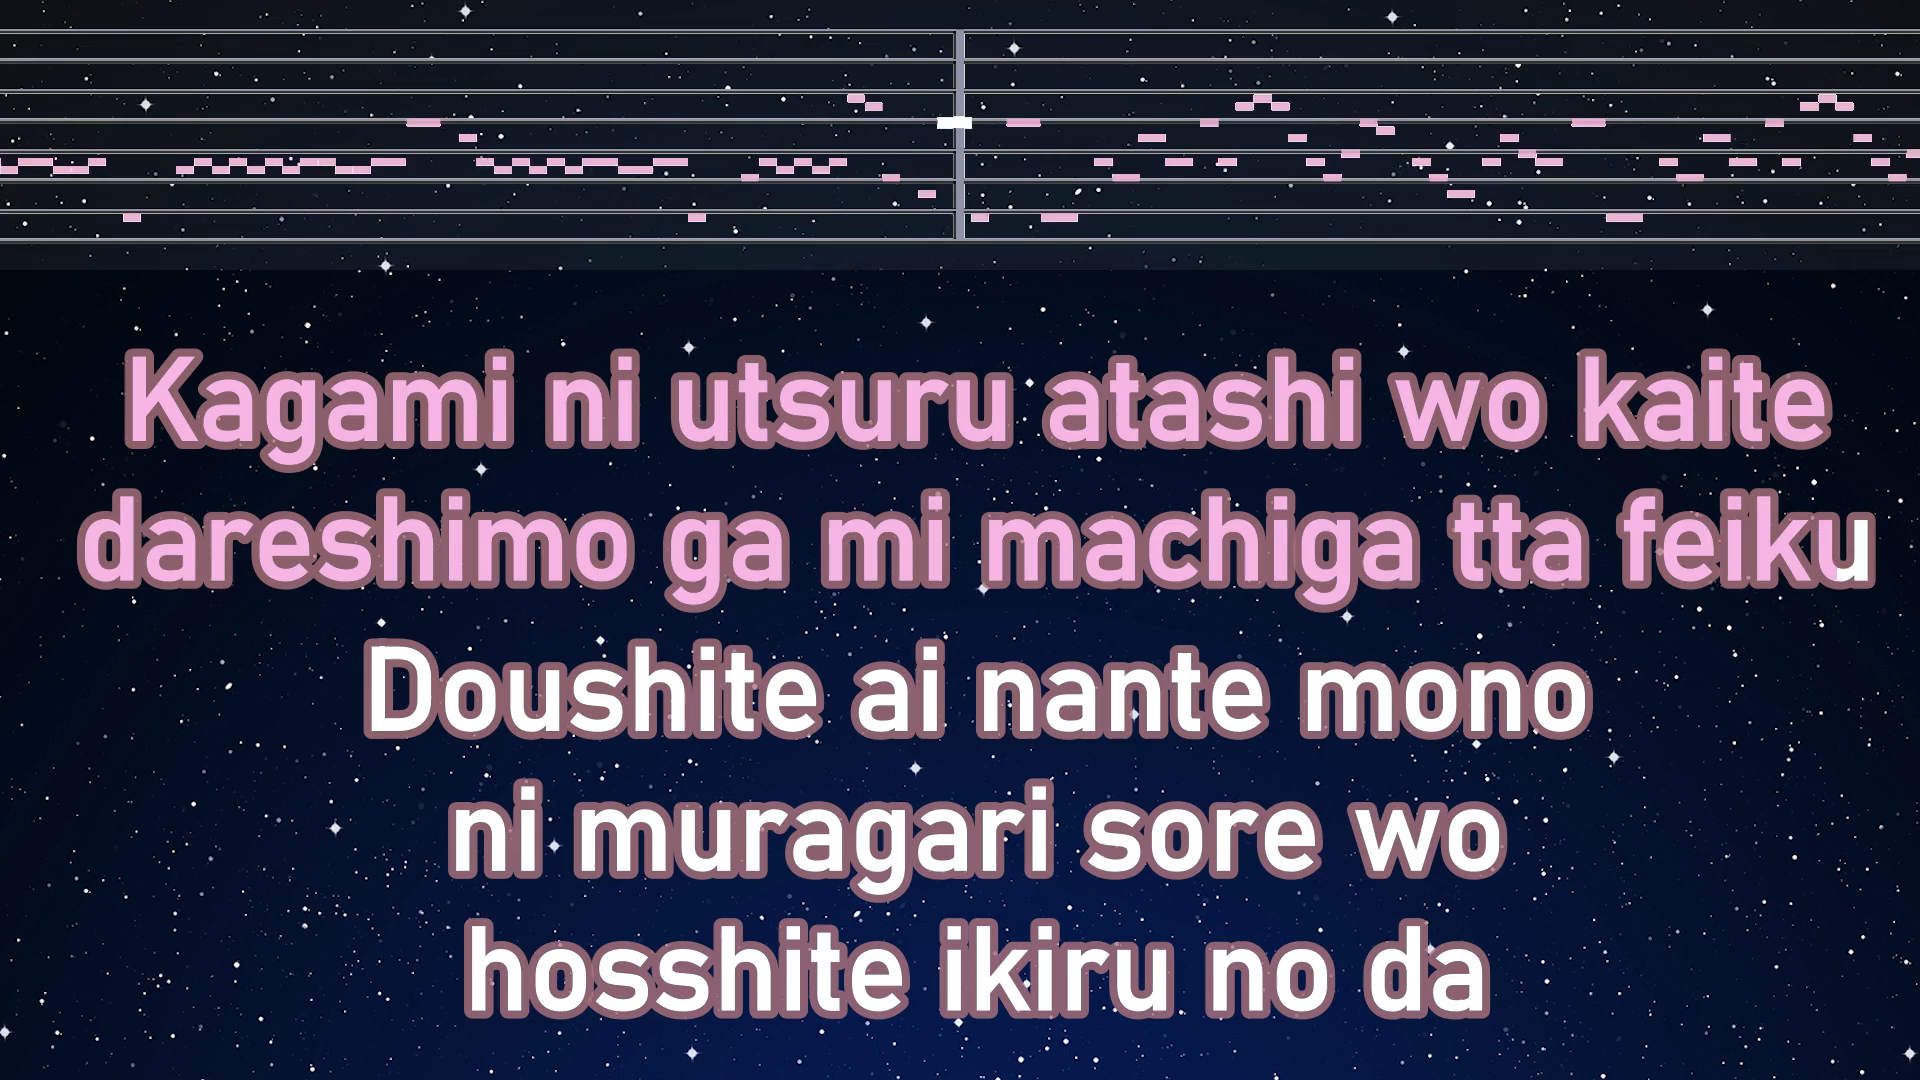 Kagami ni utsuru atashi wo kaite
dareshimo ga mi machiga tta feiku
Doushite ai nante mono
ni muragari sore wo
hosshite ikiru no da